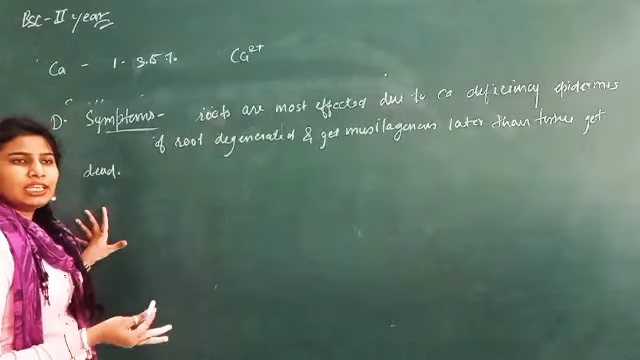 BSC-II year
Ca - 1-3.5%. Ca2+
D. Symptoms- roots are most effected due to ca deficiency epidermis
of root degenerated & get musilagenous later than tissue get
dead.